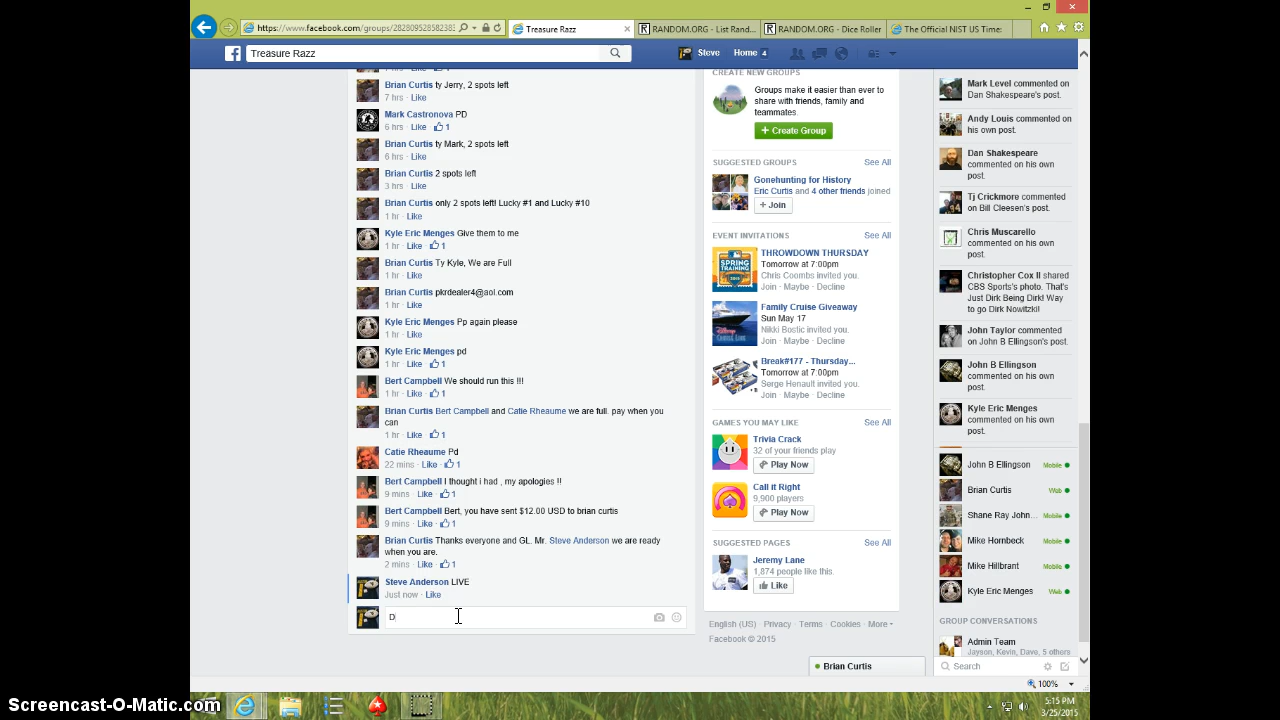 https://www.facebook.com/groups/282809528582383
Treasure Razz
RANDOM.ORG - List Rand...
RANDOM.ORG - Dice Roller
The Official NIST US Time:
Treasure Razz
Steve
Home 4
Brian Curtis ty Jerry, 2 spots left
7 hrs · Like
Mark Castronova PD
6 hrs · Like · 1
Brian Curtis ty Mark, 2 spots left
6 hrs · Like
Brian Curtis 2 spots left
3 hrs · Like
Brian Curtis only 2 spots left! Lucky #1 and Lucky #10
1 hr · Like
Kyle Eric Menges Give them to me
1 hr · Like · 1
Brian Curtis Ty Kyle, We are Full
1 hr · Like
Brian Curtis pkrdealer4@aol.com
1 hr · Like
Kyle Eric Menges Pp again please
1 hr · Like
Kyle Eric Menges pd
1 hr · Like · 1
Bert Campbell We should run this !!!
1 hr · Like · 1
Brian Curtis Bert Campbell and Catie Rheaume we are full. pay when you
can
1 hr · Like · 1
Catie Rheaume Pd
22 mins · Like · 1
Bert Campbell I thought i had , my apologies !!
9 mins · Like · 1
Bert Campbell Bert, you have sent $12.00 USD to brian curtis
9 mins · Like · 1
Brian Curtis Thanks everyone and GL. Mr. Steve Anderson we are ready
when you are.
2 mins · Like · 1
Steve Anderson LIVE
Just now · Like
D
CREATE NEW GROUPS
Groups make it easier than ever to
share with friends, family and
teammates.
+ Create Group
SUGGESTED GROUPS See All
Gonehunting for History
Eric Curtis and 4 other friends joined
+ Join
EVENT INVITATIONS See All
SPRING
TRAINING
THROWDOWN THURSDAY
Tomorrow at 7:00pm
Chris Coombs invited you.
Join · Maybe · Decline
Family Cruise Giveaway
Sun May 17
Nikki Bostic invited you.
Join · Maybe · Decline
Break#177 - Thursday...
Tomorrow at 7:00pm
Serge Henault invited you.
Join · Maybe · Decline
GAMES YOU MAY LIKE See All
Trivia Crack
32 of your friends play
Play Now
Call it Right
9,900 players
Play Now
SUGGESTED PAGES See All
Jeremy Lane
1,874 people like this.
Like
English (US) · Privacy · Terms · Cookies · More
Facebook © 2015
Brian Curtis
Mark Level commented on
Dan Shakespeare's post.
Andy Louis commented on
his own post.
Dan Shakespeare
commented on his own
post.
Tj Crickmore commented
on Bill Cleesen's post.
Chris Muscarello
commented on his own
post.
Christopher Cox II shared
CBS Sports's photo. That's
Just Dirk Being Dirk! Way
to go Dirk Nowitzki!
John Taylor commented
on John B Ellingson's post.
John B Ellingson
commented on his own
post.
Kyle Eric Menges
commented on his own
post.
John B Ellingson Mobile
Brian Curtis Web
Shane Ray John... Mobile
Mike Hornbeck Mobile
Mike Hillbrant Mobile
Kyle Eric Menges Web
GROUP CONVERSATIONS
Admin Team
Jayson, Kevin, Dave, 5 others
Search
100%
5:15 PM
3/25/2015
Screencast-O-Matic.com